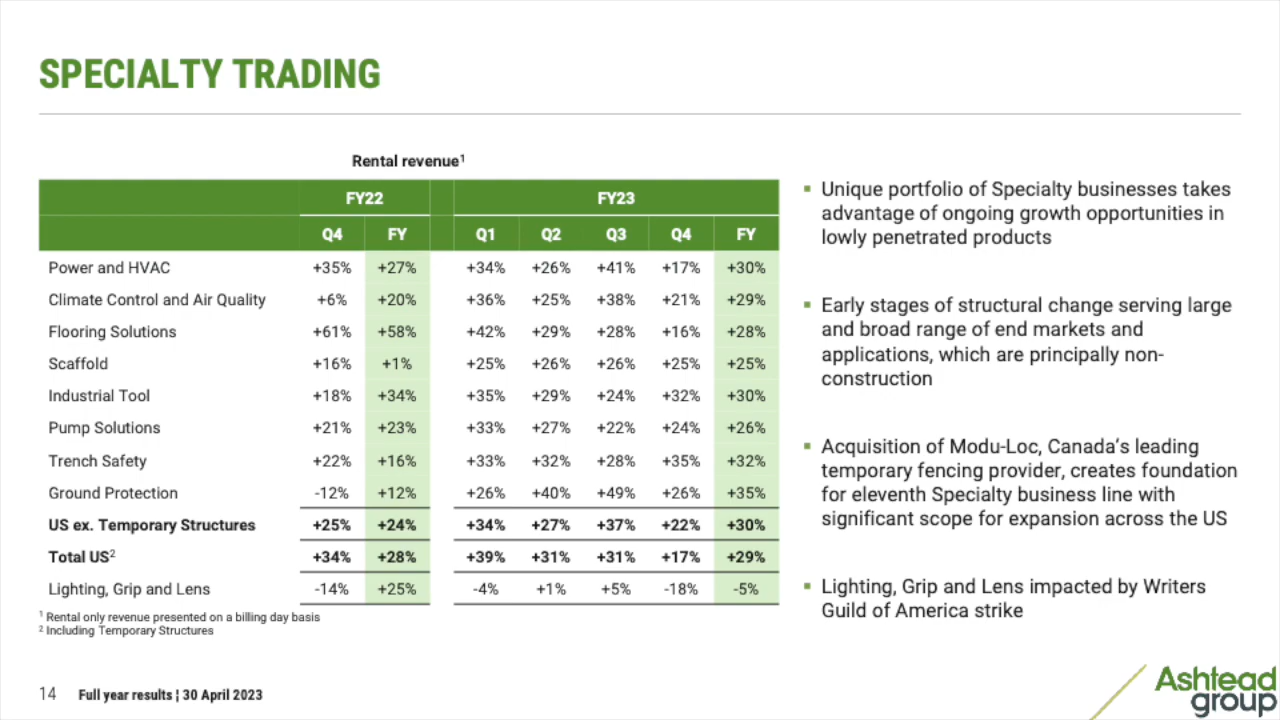 SPECIALTY TRADING
Rental revenue¹
FY22 FY23
Q4 FY Q1 Q2 Q3 Q4 FY
Power and HVAC +35% +27% +34% +26% +41% +17% +30%
Climate Control and Air Quality +6% +20% +36% +25% +38% +21% +29%
Flooring Solutions +61% +58% +42% +29% +28% +16% +28%
Scaffold +16% +1% +25% +26% +26% +25% +25%
Industrial Tool +18% +34% +35% +29% +24% +32% +30%
Pump Solutions +21% +23% +33% +27% +22% +24% +26%
Trench Safety +22% +16% +33% +32% +28% +35% +32%
Ground Protection -12% +12% +26% +40% +49% +26% +35%
US ex. Temporary Structures +25% +24% +34% +27% +37% +22% +30%
Total US² +34% +28% +39% +31% +31% +17% +29%
Lighting, Grip and Lens -14% +25% -4% +1% +5% -18% -5%
¹ Rental only revenue presented on a billing day basis
² Including Temporary Structures
▪ Unique portfolio of Specialty businesses takes
advantage of ongoing growth opportunities in
lowly penetrated products
▪ Early stages of structural change serving large
and broad range of end markets and
applications, which are principally non-
construction
▪ Acquisition of Modu-Loc, Canada's leading
temporary fencing provider, creates foundation
for eleventh Specialty business line with
significant scope for expansion across the US
▪ Lighting, Grip and Lens impacted by Writers
Guild of America strike
14 Full year results ¦ 30 April 2023
Ashtead
group